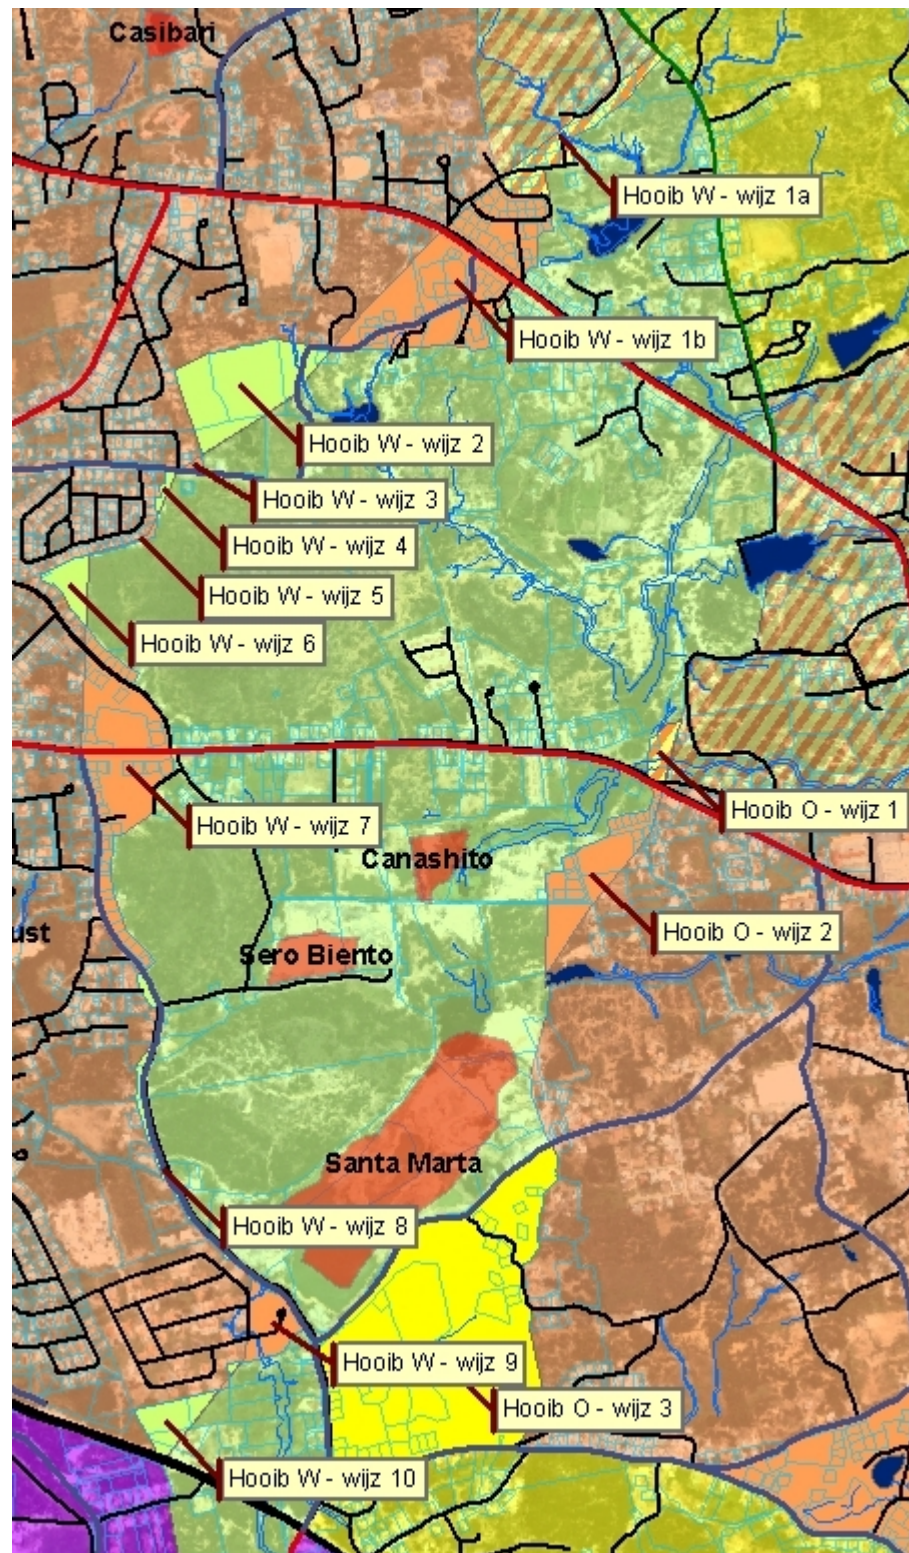 Casibari
Hooib W - wijz 1a
Hooib W - wijz 1b
Hooib W - wijz 2
Hooib W - wijz 3
Hooib W - wijz 4
Hooib W - wijz 5
Hooib W - wijz 6
Hooib O - wijz 1
Hooib W - wijz 7
Canashito
ust
Hooib O - wijz 2
Sero Biento
Santa Marta
Hooib W - wijz 8
Hooib W - wijz 9
Hooib O - wijz 3
Hooib W - wijz 10